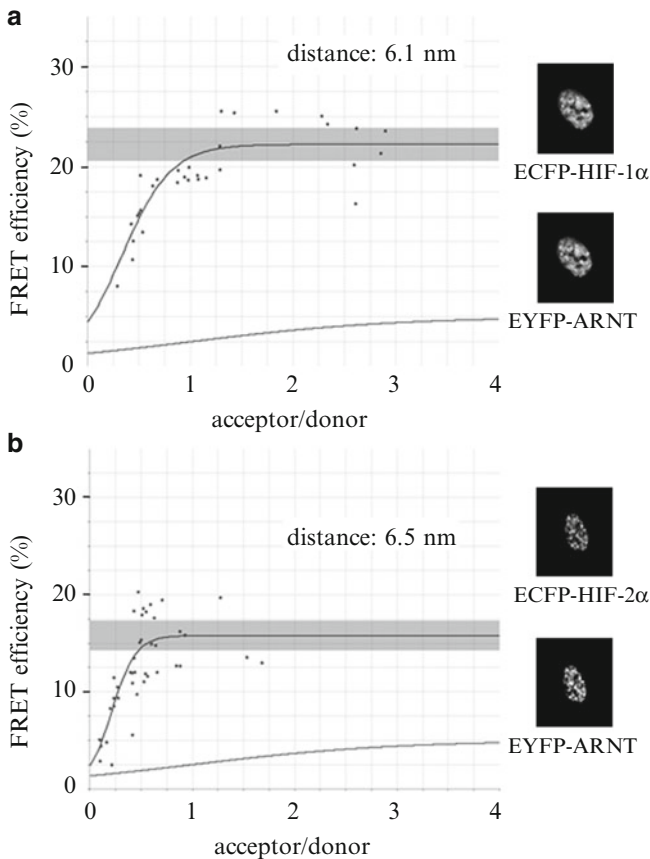 a
distance: 6.1 nm
FRET efficiency (%)
30
20
10
0
0 1 2 3 4
acceptor/donor
ECFP-HIF-1α
EYFP-ARNT
b
distance: 6.5 nm
FRET efficiency (%)
30
20
10
0
0 1 2 3 4
acceptor/donor
ECFP-HIF-2α
EYFP-ARNT